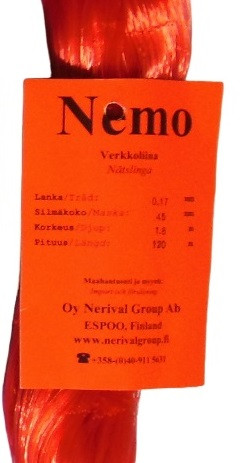 Nemo
Verkkoliina
Nätslinga
Lanka/Tråd: 0,17 mm
Silmäkoko/Maska: 45 mm
Korkeus/Djup: 1.8 m
Pituus/Längd: 120 m
Maahantuonti ja myynti
Import och försäljning
Oy Nerival Group Ab
ESPOO, Finland
www.nerivalgroup.fi
☎+358-(0)40-911 5631